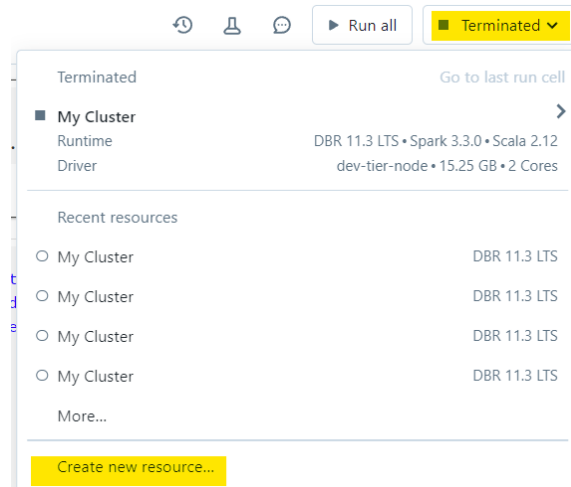 Run all
Terminated
Terminated Go to last run cell
My Cluster
Runtime DBR 11.3 LTS • Spark 3.3.0 • Scala 2.12
Driver dev-tier-node • 15.25 GB • 2 Cores
Recent resources
My Cluster DBR 11.3 LTS
My Cluster DBR 11.3 LTS
My Cluster DBR 11.3 LTS
My Cluster DBR 11.3 LTS
More...
Create new resource...
t
d
e